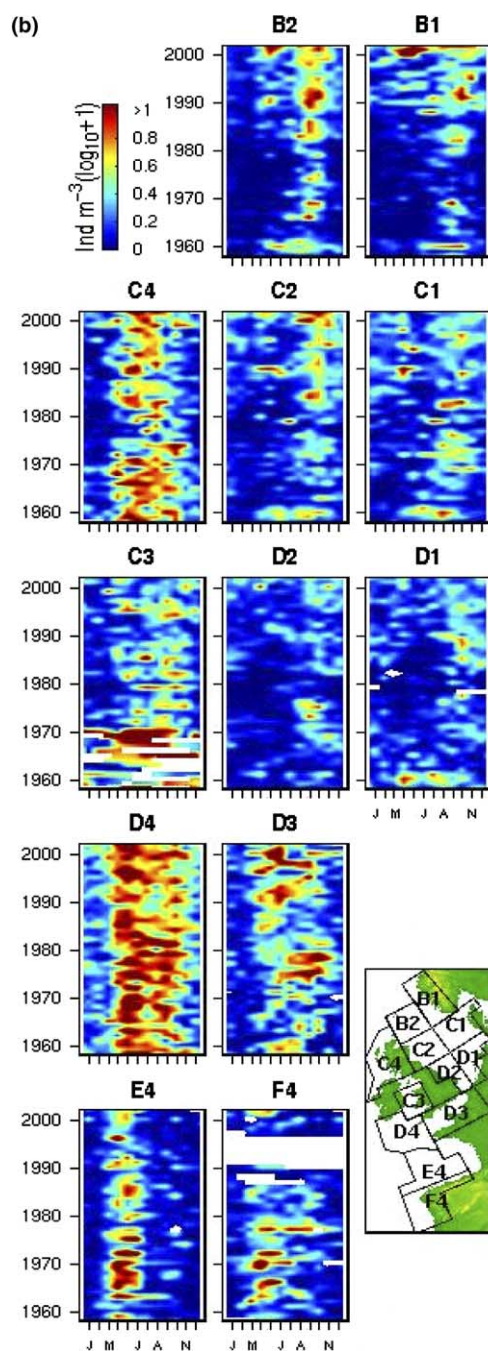 (b)
B2 B1
Ind m⁻³(log₁₀+1)
>1
0.8
0.6
0.4
0.2
0
2000
1990
1980
1970
1960
C4 C2 C1
2000
1990
1980
1970
1960
C3 D2 D1
2000
1990
1980
1970
1960
J M J A N
D4 D3
2000
1990
1980
1970
1960
E4 F4
2000
1990
1980
1970
1960
J M J A N J M J A N
B1
B2 C1
C2
C4 D1
D2
C3
D3
D4
E4
F4